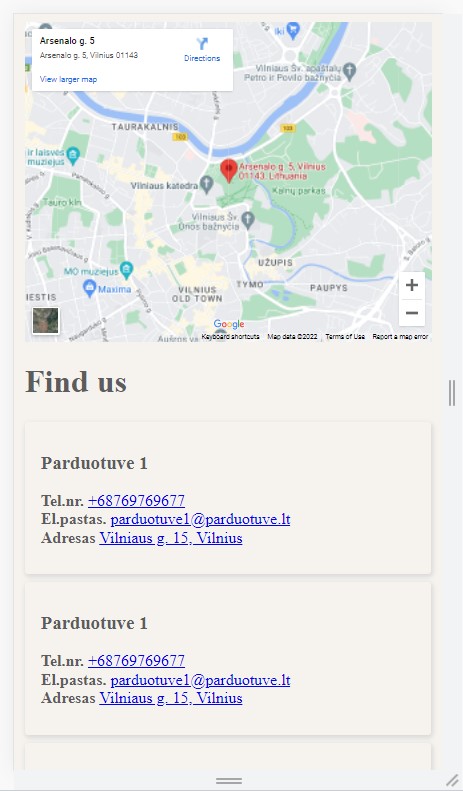 Arsenalo g. 5
Arsenalo g. 5, Vilnius 01143
Directions
View larger map
Iki
Vilniaus Šv. apaštalų
Petro ir Povilo bažnyčia
TAURAKALNIS
103
100
ir laisvės
muziejus
Vilniaus katedra
Arsenalo g. 5, Vilnius
01143, Lithuania
Kalnų parkas
Tauro kln
Vilniaus Šv.
Onos bažnyčia
UŽUPIS
MO muziejus
Maxima
TYMO
PAUPYS
VILNIUS
OLD TOWN
IESTIS
Google
Keyboard shortcuts
Map data ©2022
Terms of Use
Report a map error
Find us
Parduotuve 1
Tel.nr. +68769769677
El.pastas. parduotuve1@parduotuve.lt
Adresas Vilniaus g. 15, Vilnius
Parduotuve 1
Tel.nr. +68769769677
El.pastas. parduotuve1@parduotuve.lt
Adresas Vilniaus g. 15, Vilnius